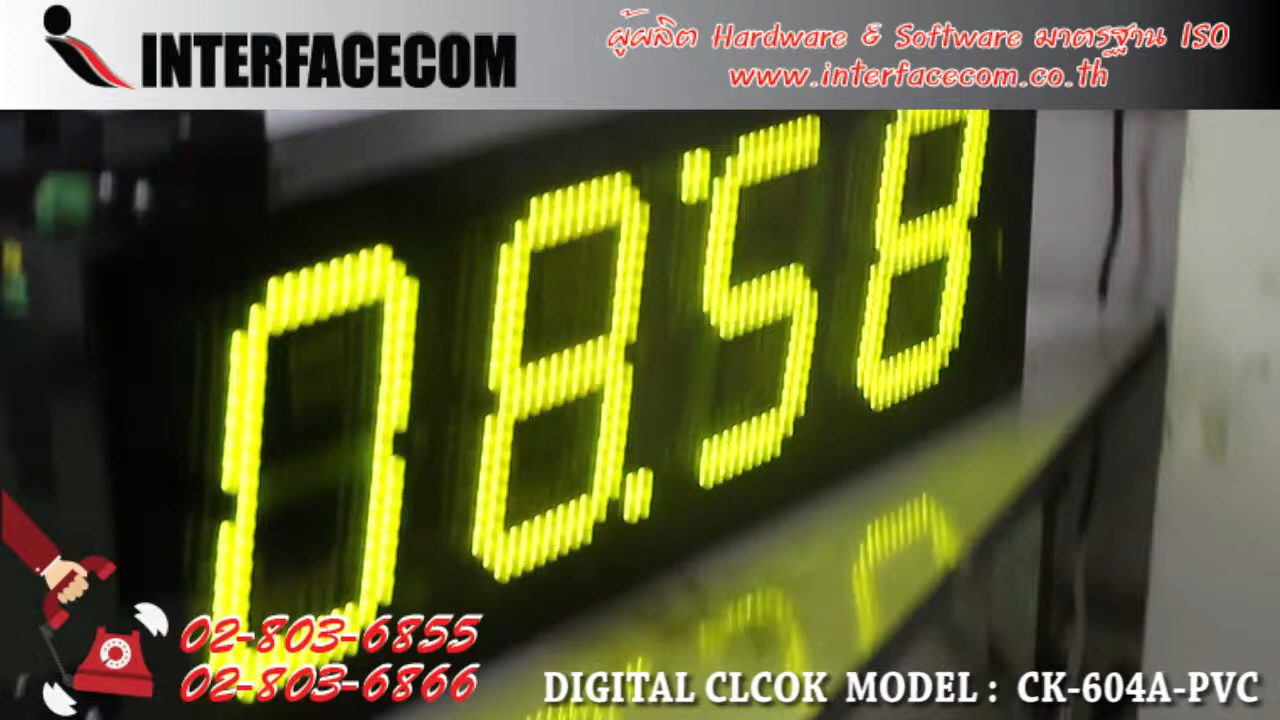 INTERFACECOM
ผู้ผลิต Hardware & Software มาตรฐาน ISO
www.interfacecom.co.th
08:58
02-803-6855
02-803-6866
DIGITAL CLCOK MODEL : CK-604A-PVC